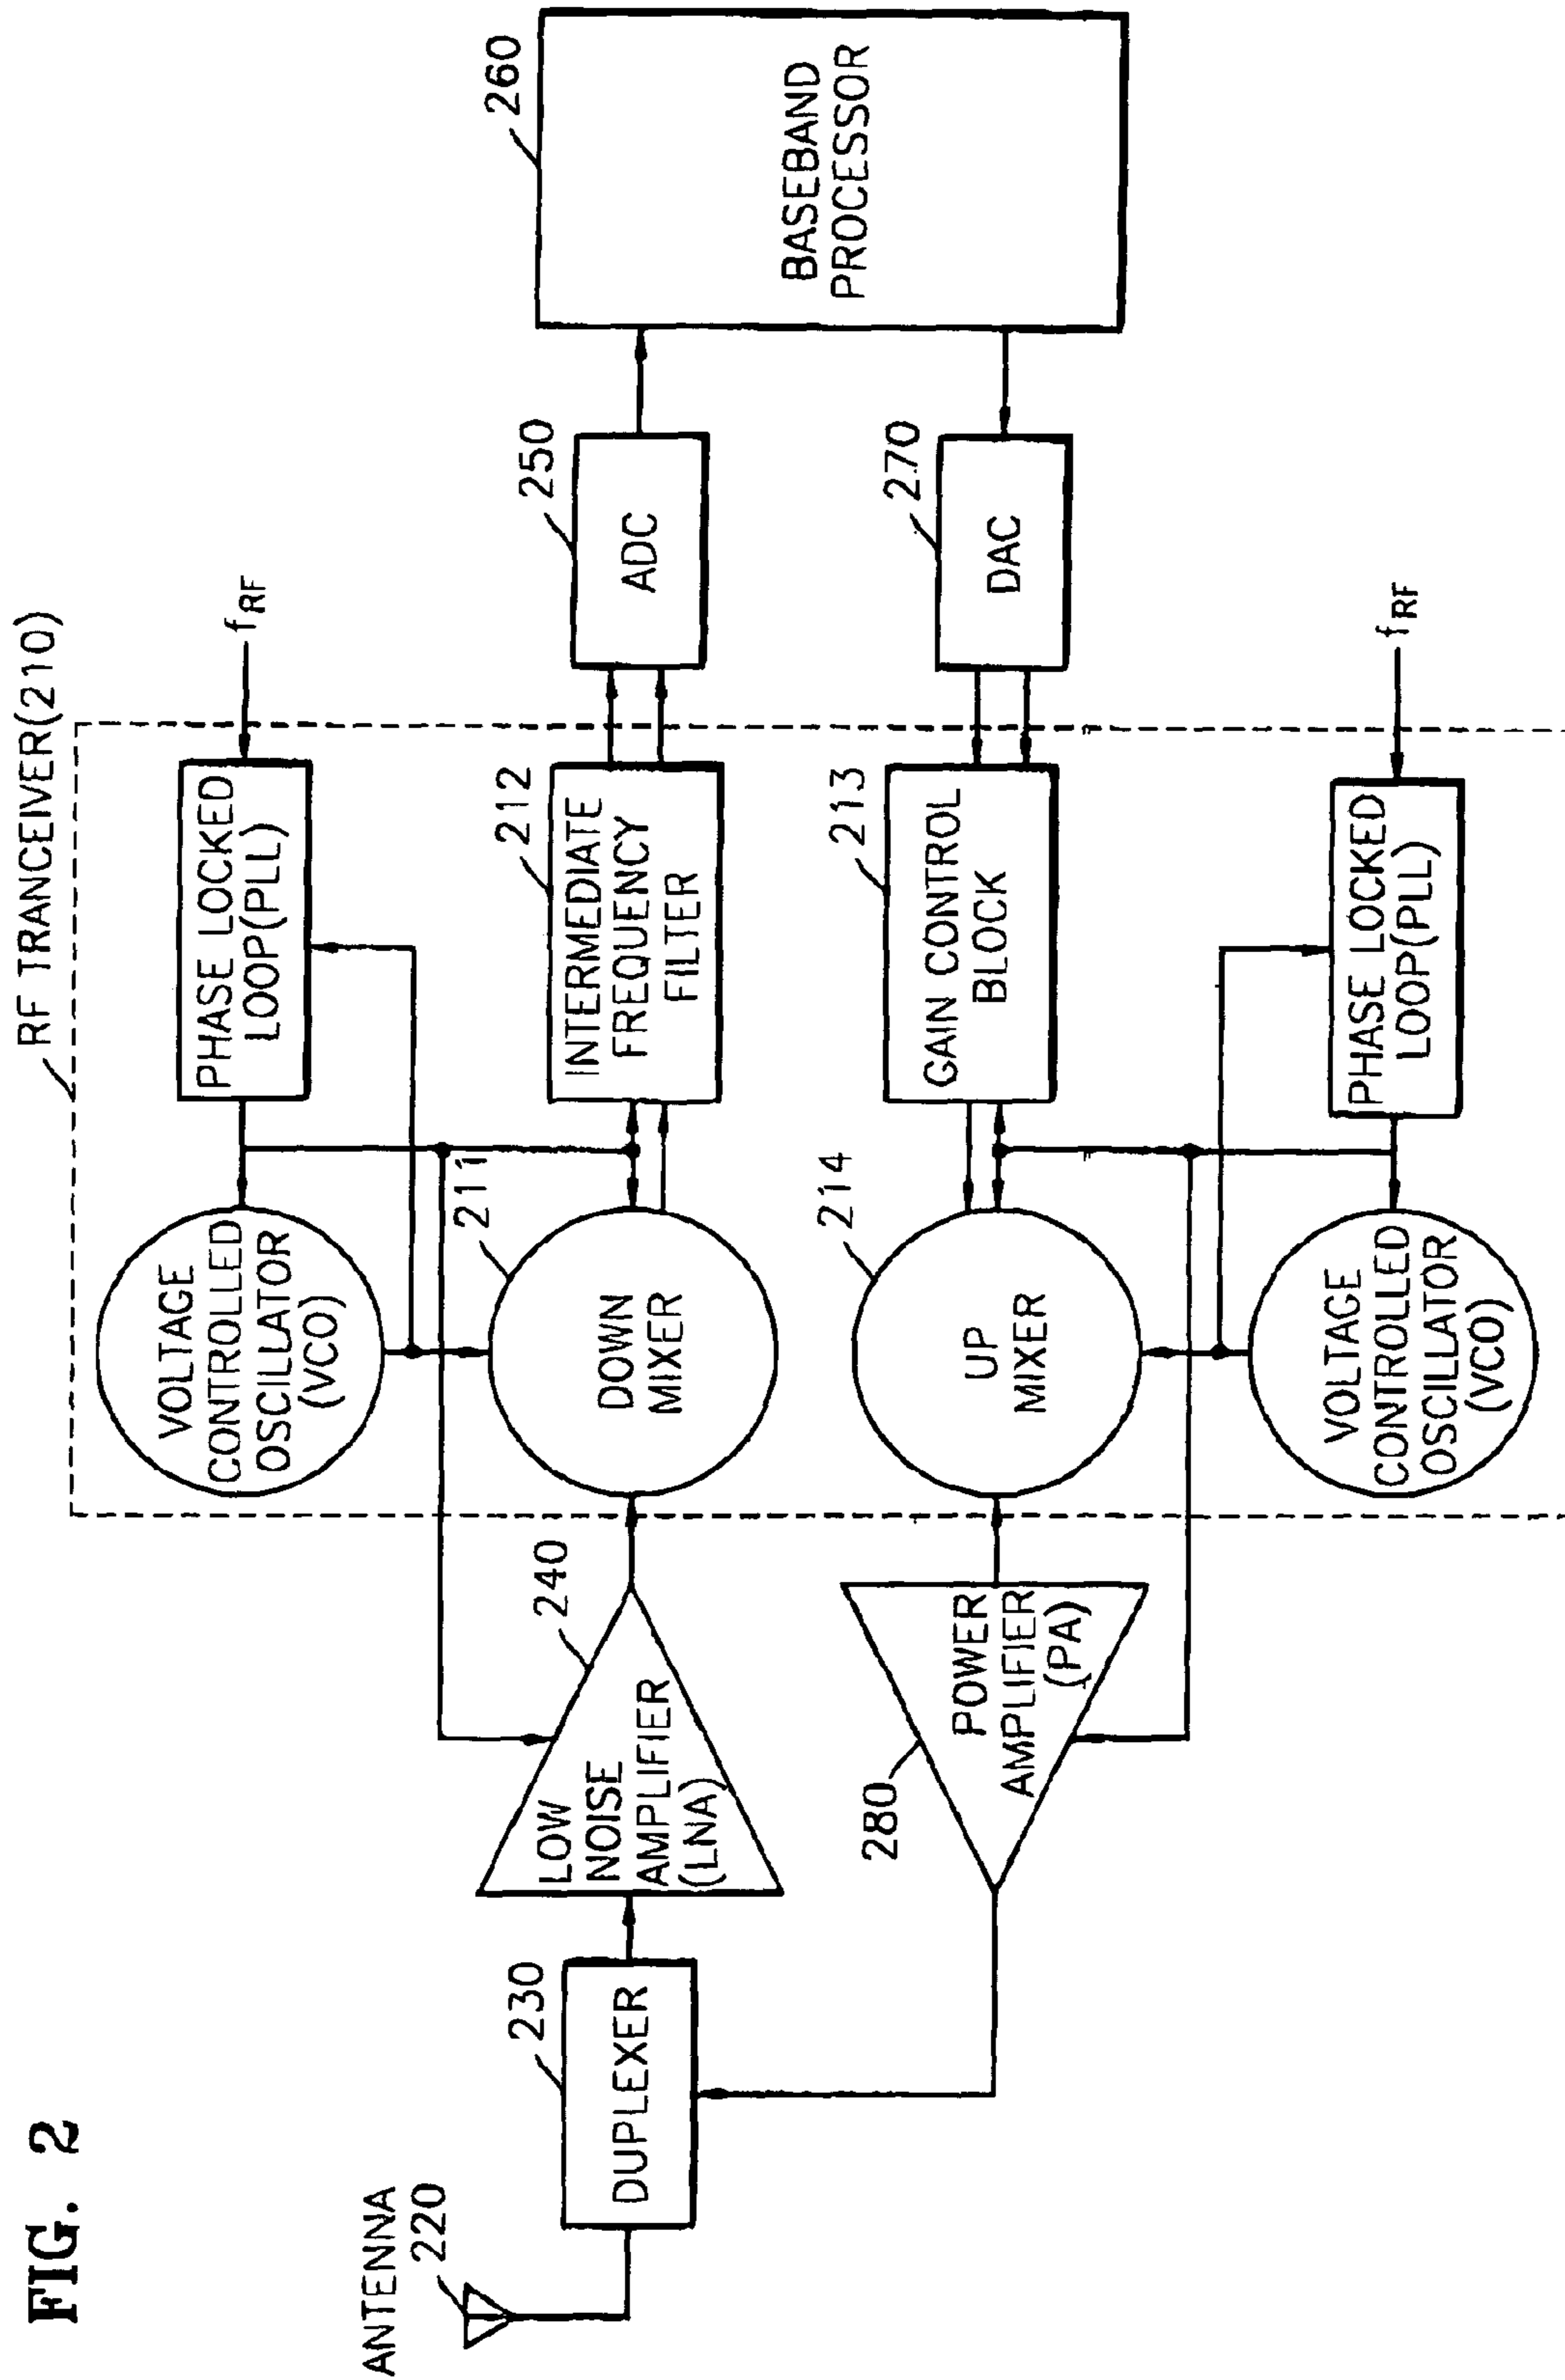 FIG. 2
RF TRANCEIVER(210)
VOLTAGE
CONTROLLED
OSCILLATOR
(VCO)
PHASE LOCKED
LOOP(PLL)
fRF
ANTENNA
220
230
DUPLEXER
240
LOW
NOISE
AMPLIFIER
(LNA)
211
DOWN
MIXER
212
INTERMEDIATE
FREQUENCY
FILTER
250
ADC
260
BASEBAND
PROCESSOR
280
POWER
AMPLIFIER
(PA)
214
UP
MIXER
213
GAIN CONTROL
BLOCK
270
DAC
VOLTAGE
CONTROLLED
OSCILLATOR
(VCO)
PHASE LOCKED
LOOP(PLL)
fRF